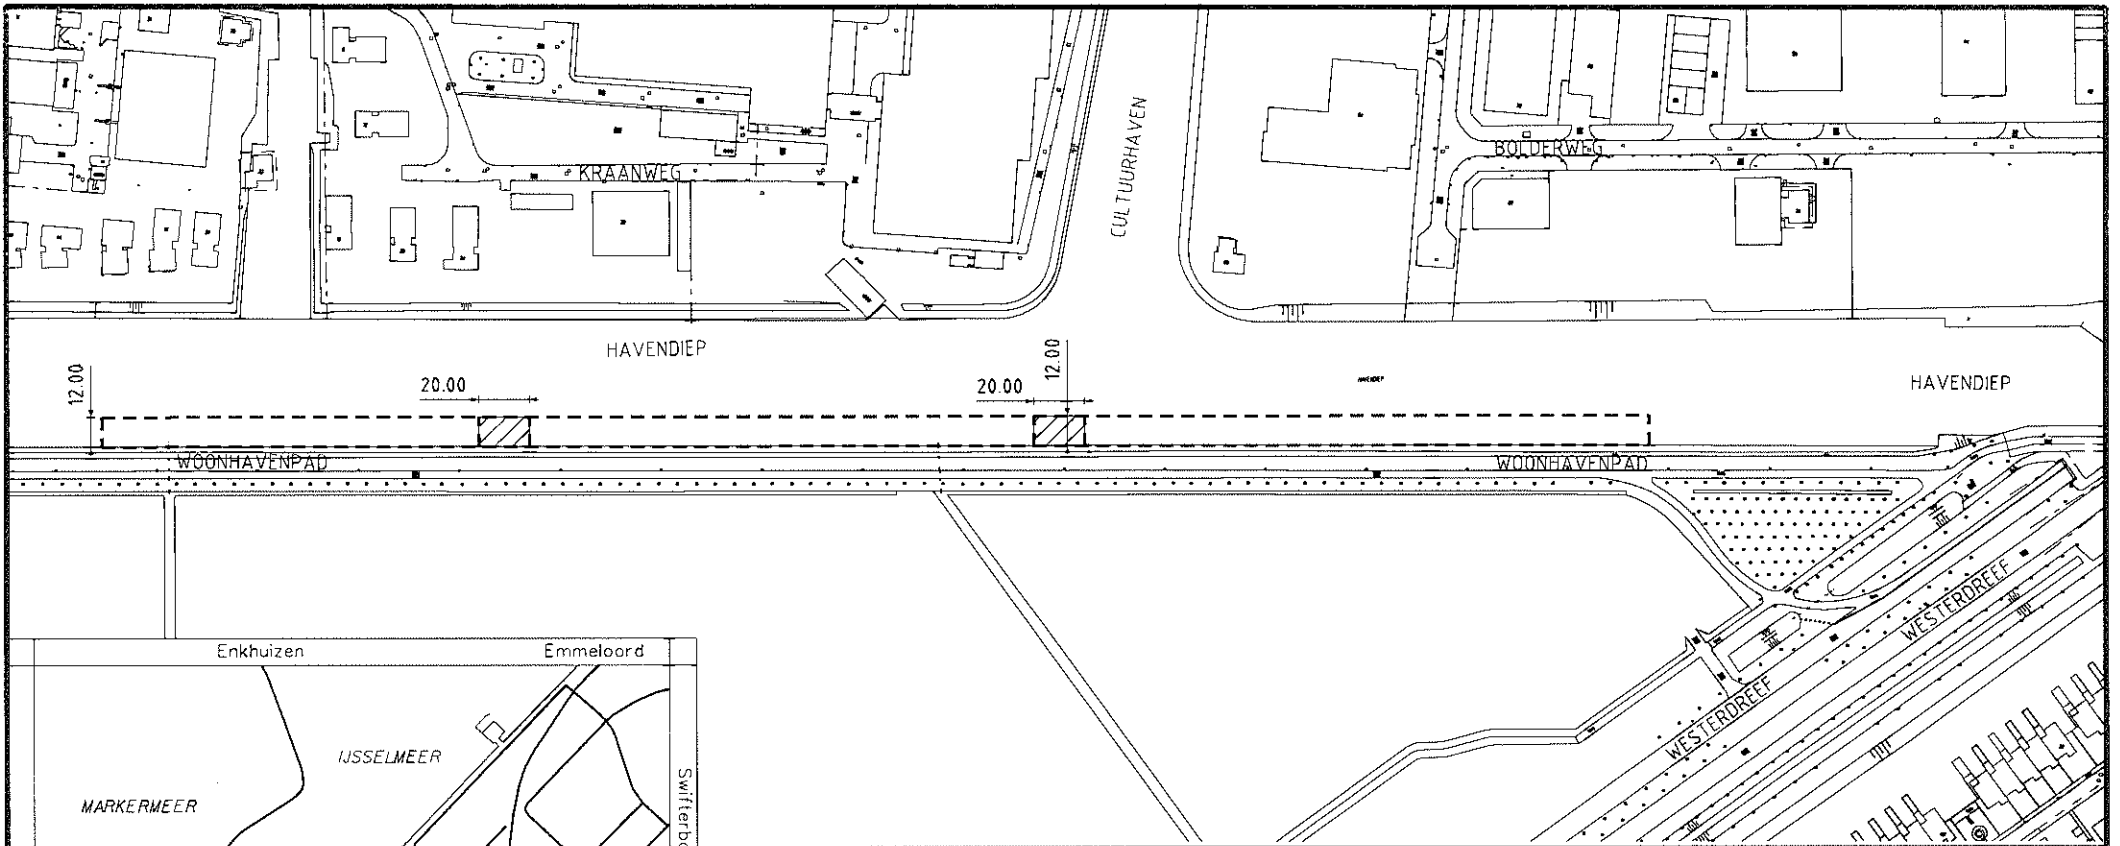 CULTUURHAVEN
KRAANWEG
BOLDERWEG
HAVENDIEP
12.00
20.00
20.00
12.00
HAVENDIEP
HAVENDIEP
WOONHAVENPAD
WOONHAVENPAD
WESTERDREEF
WESTERDREEF
Enkhuizen
Emmeloord
IJSSELMEER
MARKERMEER